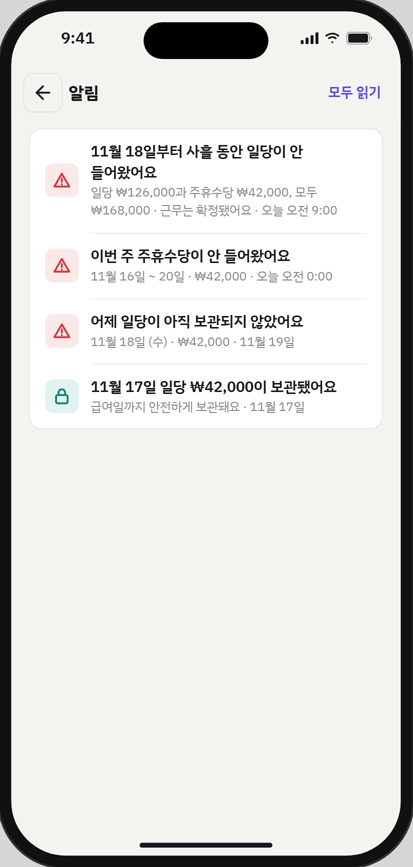 9:41
알림
모두 읽기
11월 18일부터 사흘 동안 일당이 안
들어왔어요
일당 ₩126,000과 주휴수당 ₩42,000, 모두
₩168,000 · 근무는 확정됐어요 · 오늘 오전 9:00
이번 주 주휴수당이 안 들어왔어요
11월 16일 ~ 20일 · ₩42,000 · 오늘 오전 0:00
어제 일당이 아직 보관되지 않았어요
11월 18일 (수) · ₩42,000 · 11월 19일
11월 17일 일당 ₩42,000이 보관됐어요
급여일까지 안전하게 보관돼요 · 11월 17일